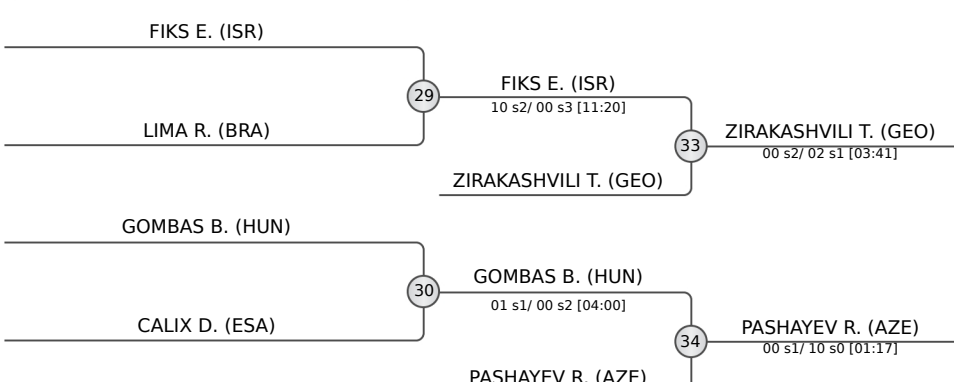 FIKS E. (ISR)
29
LIMA R. (BRA)
FIKS E. (ISR)
10 s2/ 00 s3 [11:20]
33
ZIRAKASHVILI T. (GEO)
ZIRAKASHVILI T. (GEO)
00 s2/ 02 s1 [03:41]
GOMBAS B. (HUN)
30
CALIX D. (ESA)
GOMBAS B. (HUN)
01 s1/ 00 s2 [04:00]
34
PASHAYEV R. (AZE)
PASHAYEV R. (AZE)
00 s1/ 10 s0 [01:17]